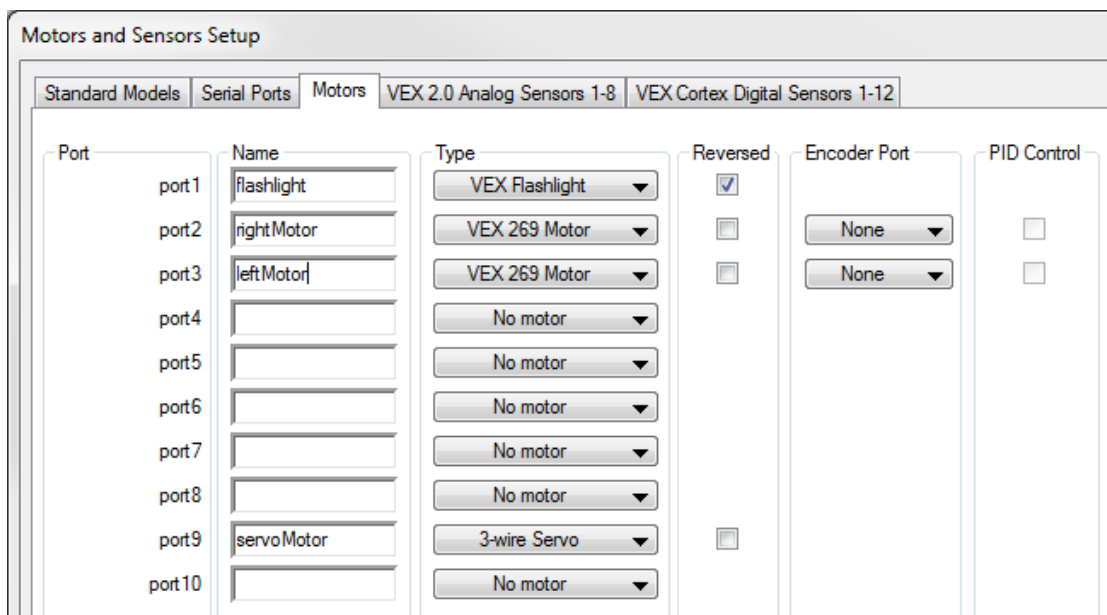 Motors and Sensors Setup
Standard Models Serial Ports Motors VEX 2.0 Analog Sensors 1-8 VEX Cortex Digital Sensors 1-12
Port Name Type Reversed Encoder Port PID Control
port1 flashlight VEX Flashlight
port2 rightMotor VEX 269 Motor None
port3 leftMotor VEX 269 Motor None
port4 No motor
port5 No motor
port6 No motor
port7 No motor
port8 No motor
port9 servoMotor 3-wire Servo
port10 No motor